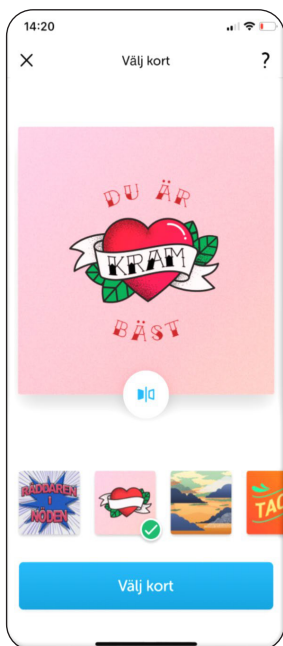 14:20
Välj kort
?
DU ÄR
KRAM
BÄST
RÄDDAREN
I
NÖDEN
TAC
Välj kort